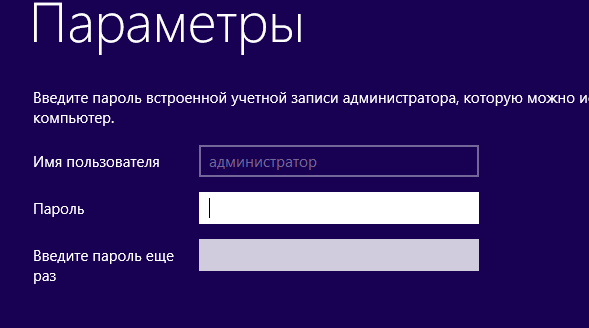 Параметры
Введите пароль встроенной учетной записи администратора, которую можно
компьютер.
Имя пользователя
администратор
Пароль
Введите пароль еще
раз